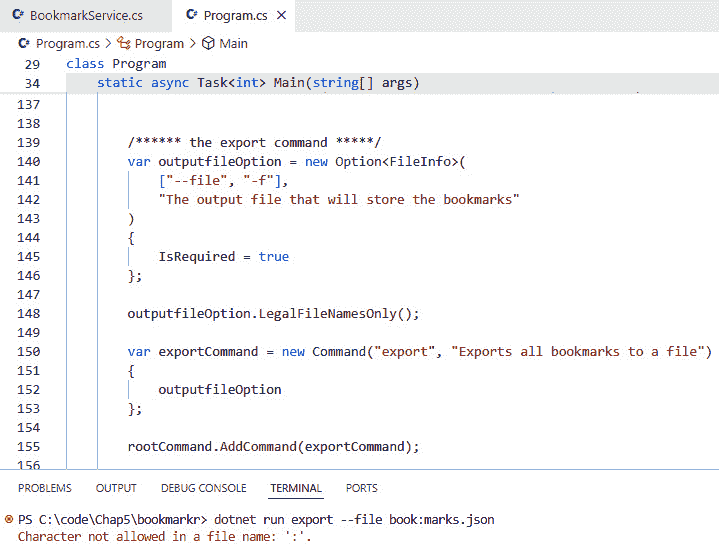 C# BookmarkService.cs C# Program.cs ×
C# Program.cs > Program > Main
29 class Program
34 static async Task<int> Main(string[] args)
137
138
139 /****** the export command *****/
140 var outputfileOption = new Option<FileInfo>(
141 ["--file", "-f"],
142 "The output file that will store the bookmarks"
143 )
144 {
145 IsRequired = true
146 };
147
148 outputfileOption.LegalFileNamesOnly();
149
150 var exportCommand = new Command("export", "Exports all bookmarks to a file")
151 {
152 outputfileOption
153 };
154
155 rootCommand.AddCommand(exportCommand);
156
PROBLEMS OUTPUT DEBUG CONSOLE TERMINAL PORTS
PS C:\code\Chap5\bookmarkr> dotnet run export --file book:marks.json
Character not allowed in a file name: ':'.